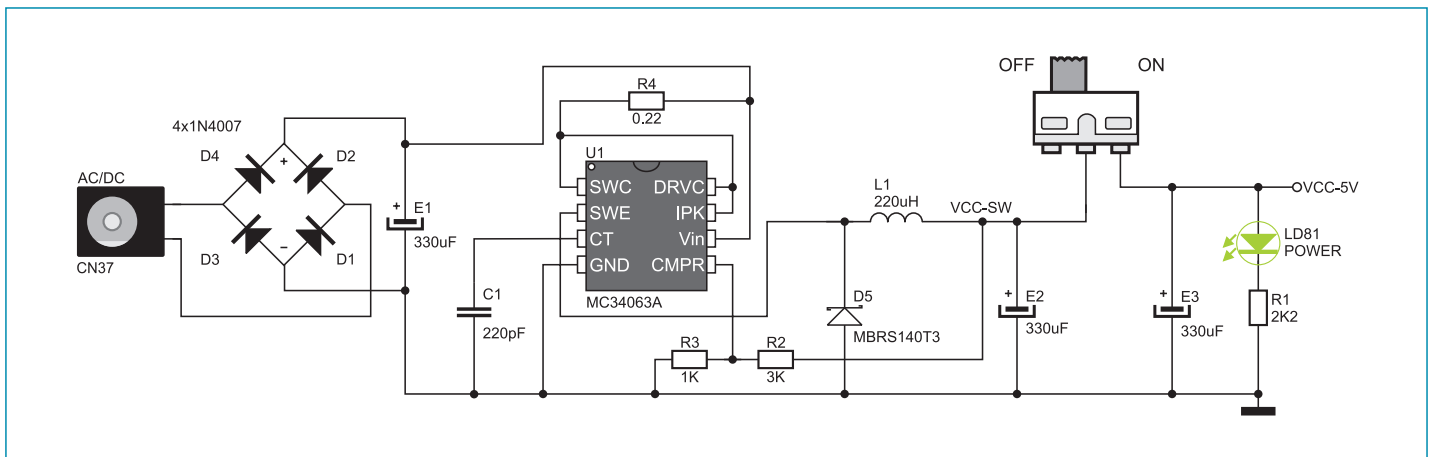 OFF
ON
R4
0.22
4x1N4007
D4
D2
+
U1
AC/DC
SWC
DRVC
SWE
IPK
CT
Vin
GND
CMPR
MC34063A
+
E1
330uF
L1
220uH
VCC-SW
VCC-5V
LD81
POWER
CN37
D3
–
D1
C1
220pF
D5
MBRS140T3
+
E2
330uF
+
E3
330uF
R1
2K2
R3
1K
R2
3K